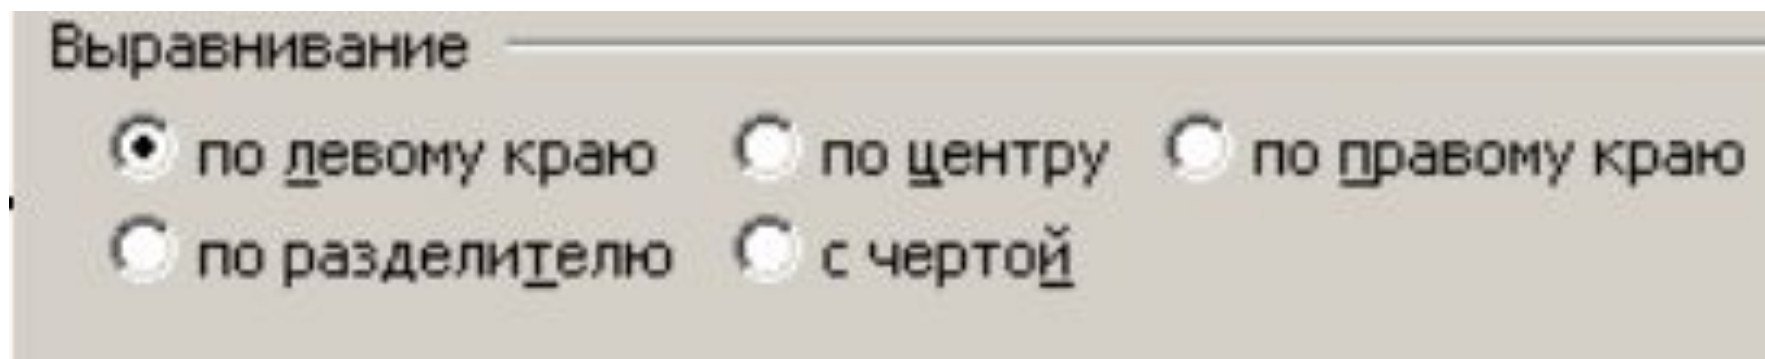 Выравнивание
по левому краю по центру по правому краю
по разделителю с чертой